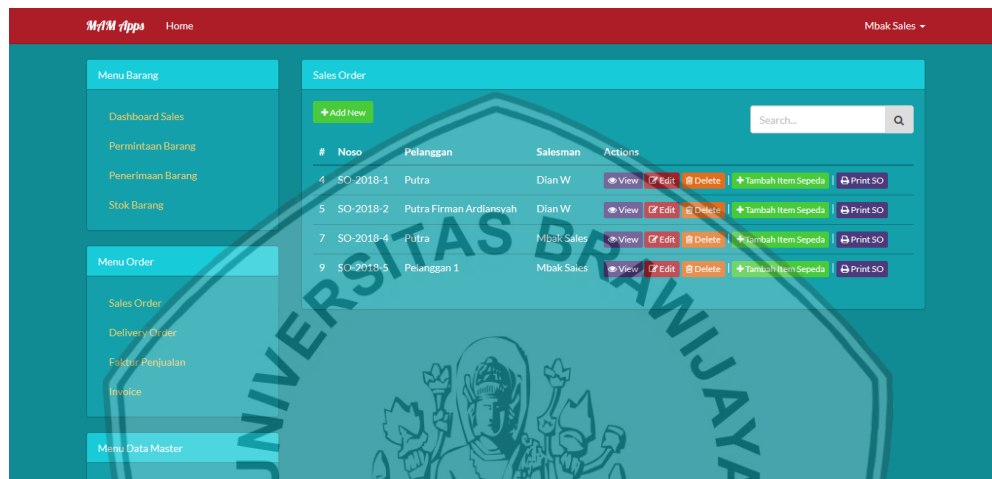 MAM Apps Home Mbak Sales
Menu Barang
Dashboard Sales
Permintaan Barang
Penerimaan Barang
Stok Barang
Menu Order
Sales Order
Delivery Order
Faktur Penjualan
Invoice
Menu Data Master
Sales Order
Add New Search...
# Noso Pelanggan Salesman Actions
4 SO-2018-1 Putra Dian W View Edit Delete | + Tambah Item Sepeda | Print SO
5 SO-2018-2 Putra Firman Ardiansyah Dian W View Edit Delete | + Tambah Item Sepeda | Print SO
7 SO-2018-4 Putra Mbak Sales View Edit Delete | + Tambah Item Sepeda | Print SO
9 SO-2018-5 Pelanggan 1 Mbak Sales View Edit Delete | + Tambah Item Sepeda | Print SO
UNIVERSITAS BRAWIJAYA